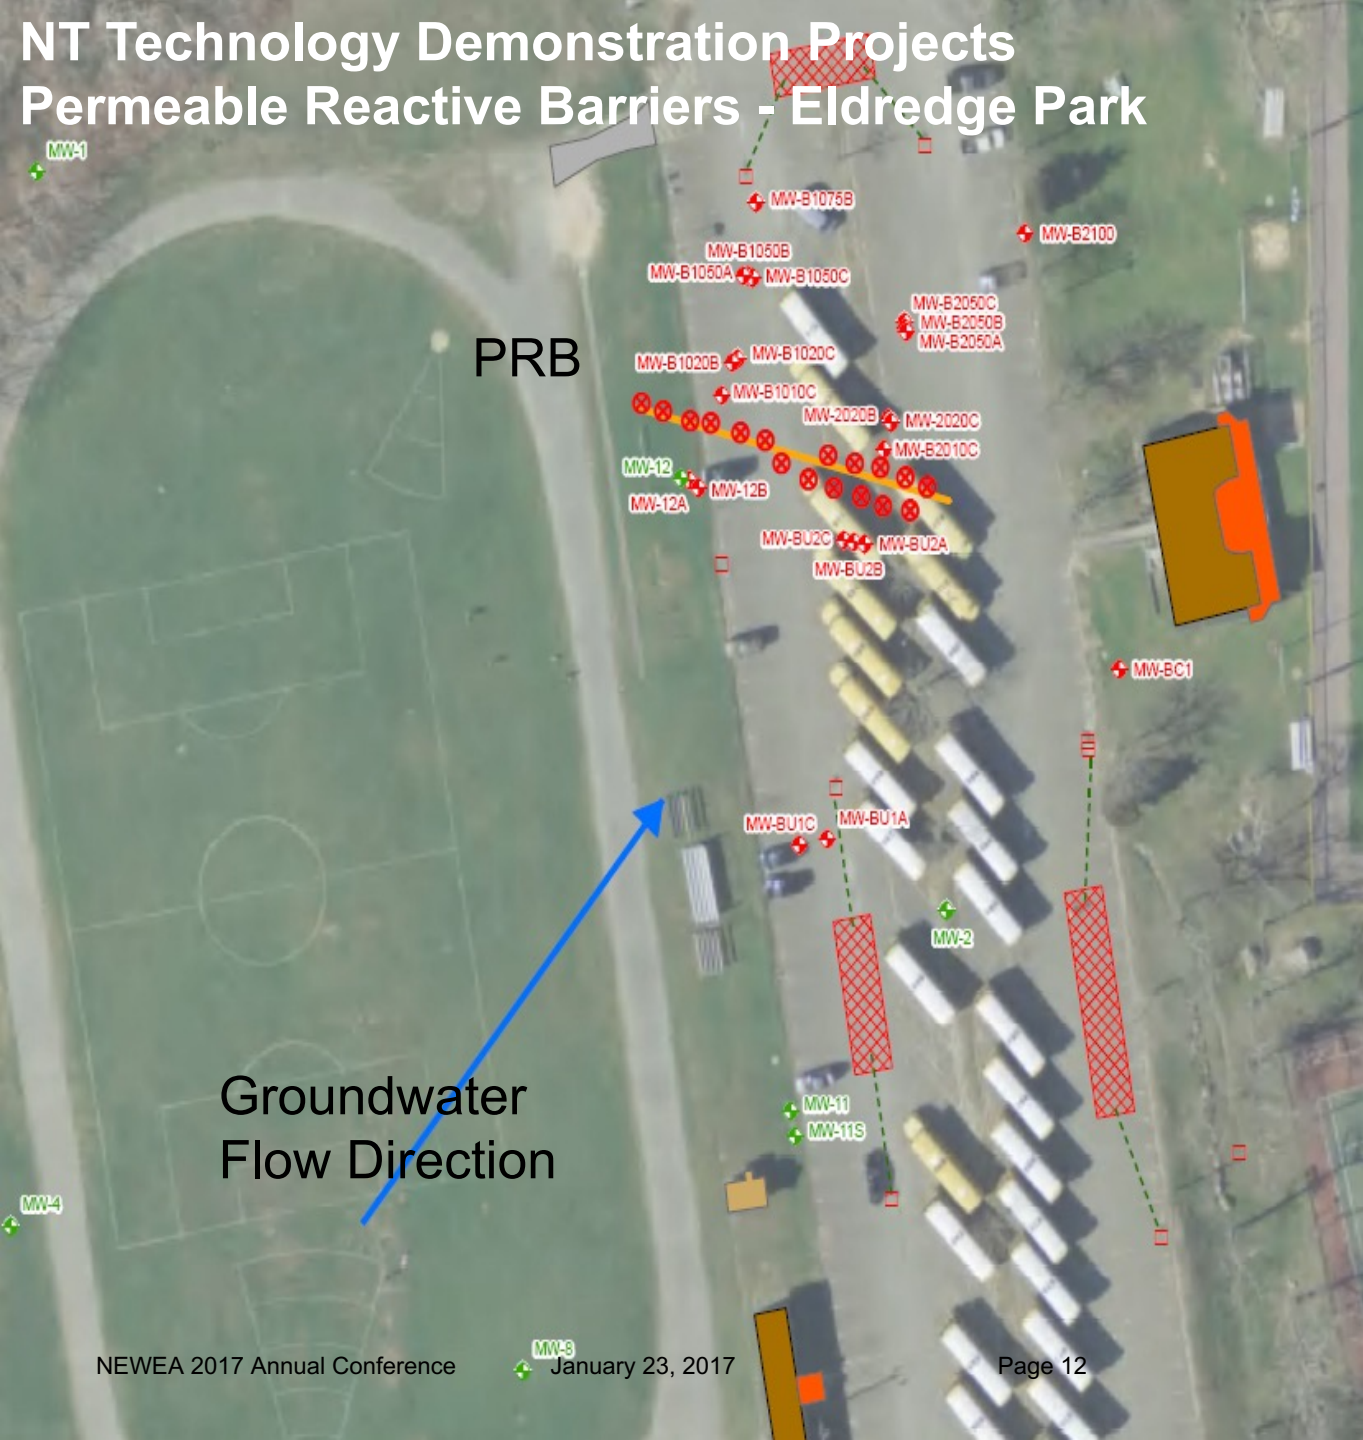 NT Technology Demonstration Projects
Permeable Reactive Barriers - Eldredge Park
MW-1
MW-B1075B
MW-B2100
MW-B1050B
MW-B1050A
MW-B1050C
MW-B2050C
MW-B2050B
MW-B2050A
PRB
MW-B1020B
MW-B1020C
MW-B1010C
MW-2020B
MW-2020C
MW-B2010C
MW-12
MW-12A
MW-12B
MW-BU2C
MW-BU2A
MW-BU2B
MW-BC1
MW-BU1C
MW-BU1A
MW-2
Groundwater
Flow Direction
MW-11
MW-11S
MW-4
MW-8
NEWEA 2017 Annual Conference
January 23, 2017
Page 12